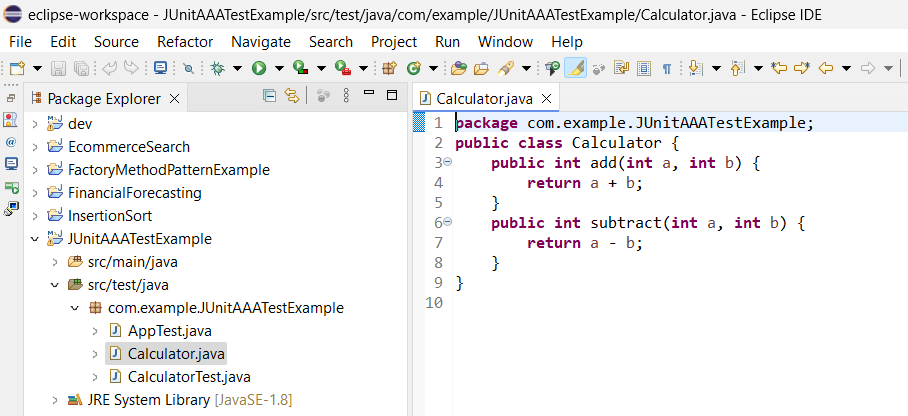 eclipse-workspace - JUnitAAATestExample/src/test/java/com/example/JUnitAAATestExample/Calculator.java - Eclipse IDE
File Edit Source Refactor Navigate Search Project Run Window Help
Package Explorer
dev
EcommerceSearch
FactoryMethodPatternExample
FinancialForecasting
InsertionSort
JUnitAAATestExample
src/main/java
src/test/java
com.example.JUnitAAATestExample
AppTest.java
Calculator.java
CalculatorTest.java
JRE System Library [JavaSE-1.8]
Calculator.java
1 package com.example.JUnitAAATestExample;
2 public class Calculator {
3 public int add(int a, int b) {
4 return a + b;
5 }
6 public int subtract(int a, int b) {
7 return a - b;
8 }
9 }
10